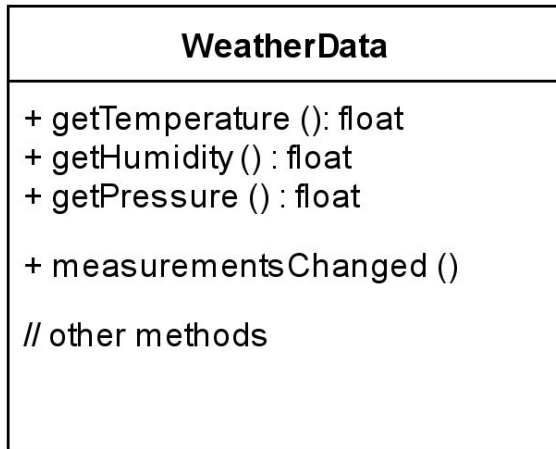 WeatherData
+ getTemperature (): float
+ getHumidity () : float
+ getPressure () : float
+ measurementsChanged ()
// other methods